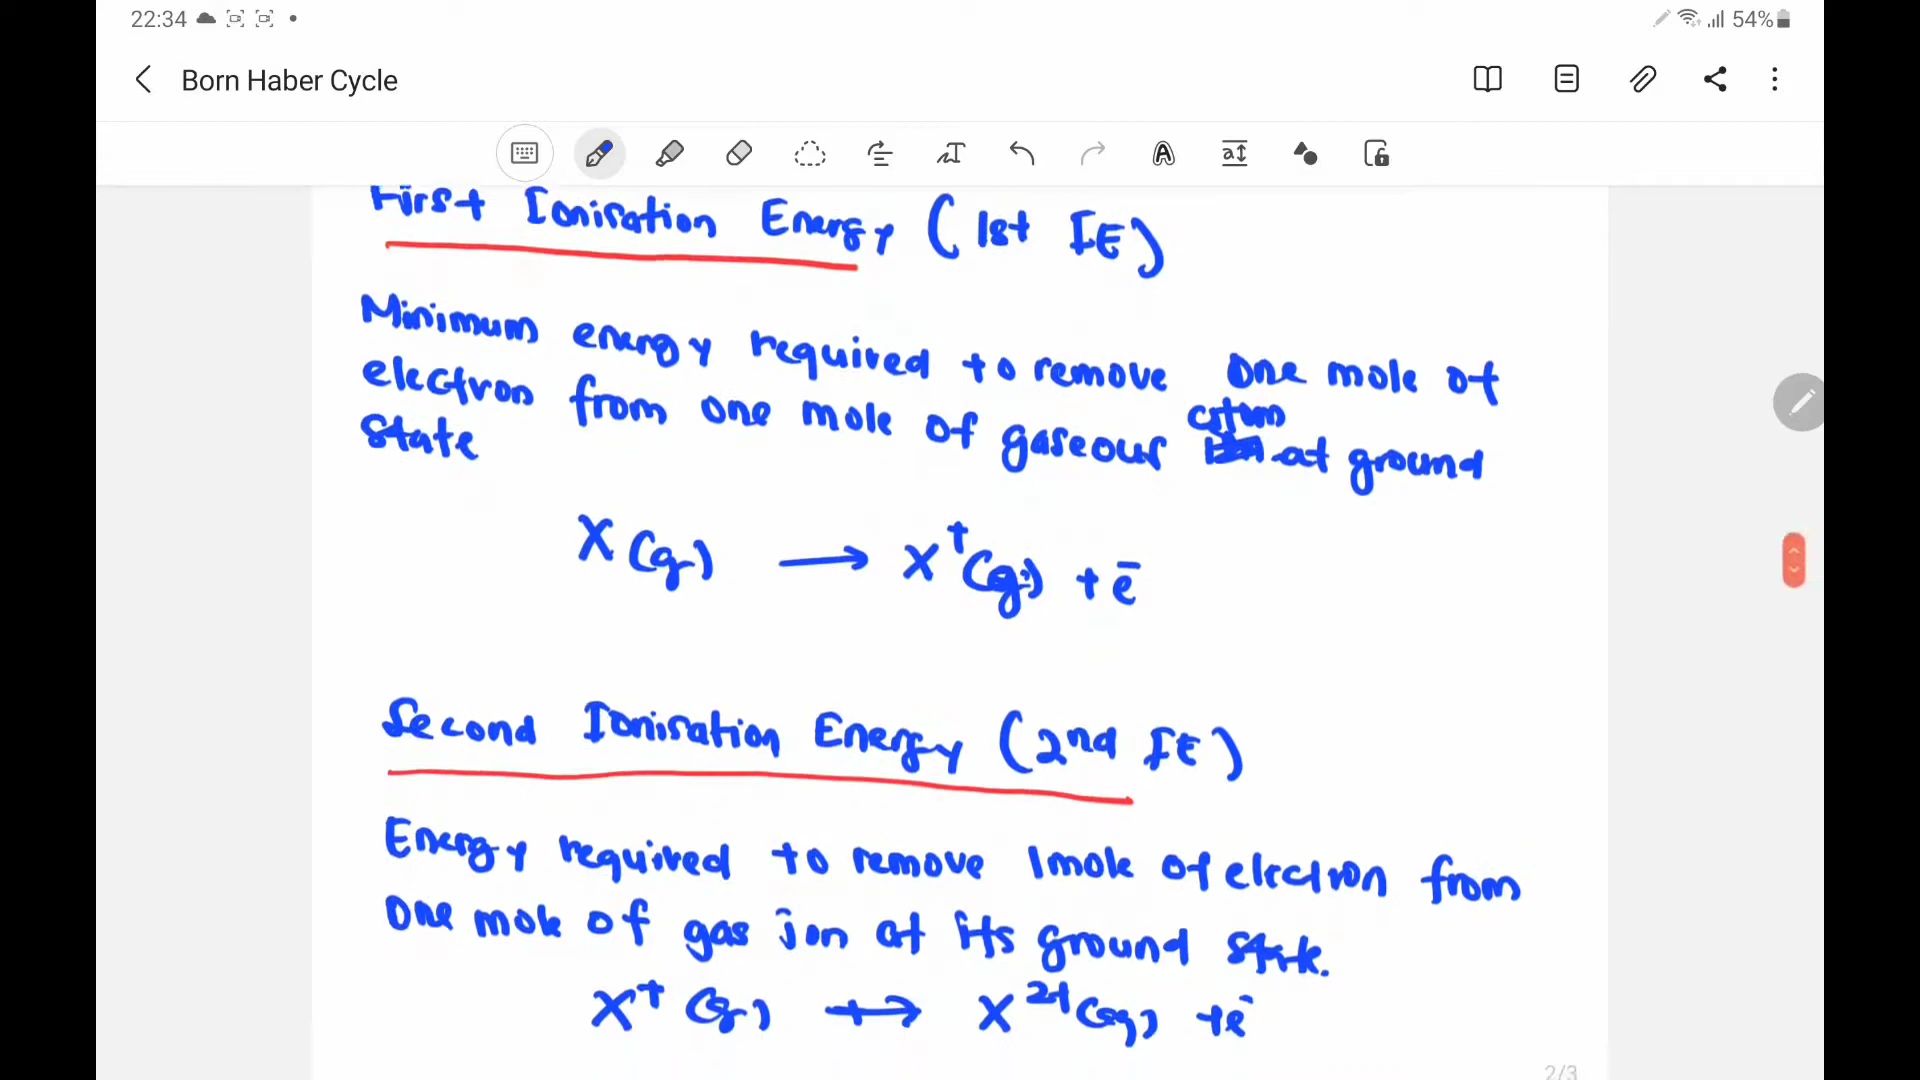 22:34
54%
Born Haber Cycle
First Ionisation Energy (1st IE)
Minimum energy required to remove one mole of
electron from one mole of gaseous atom at ground
state
X (g) → X⁺(g) + ē
Second Ionisation Energy (2nd IE)
Energy required to remove 1 mole of electron from
one mole of gas ion at its ground state.
X⁺ (g) → X²⁺(g) + e⁻
2/3